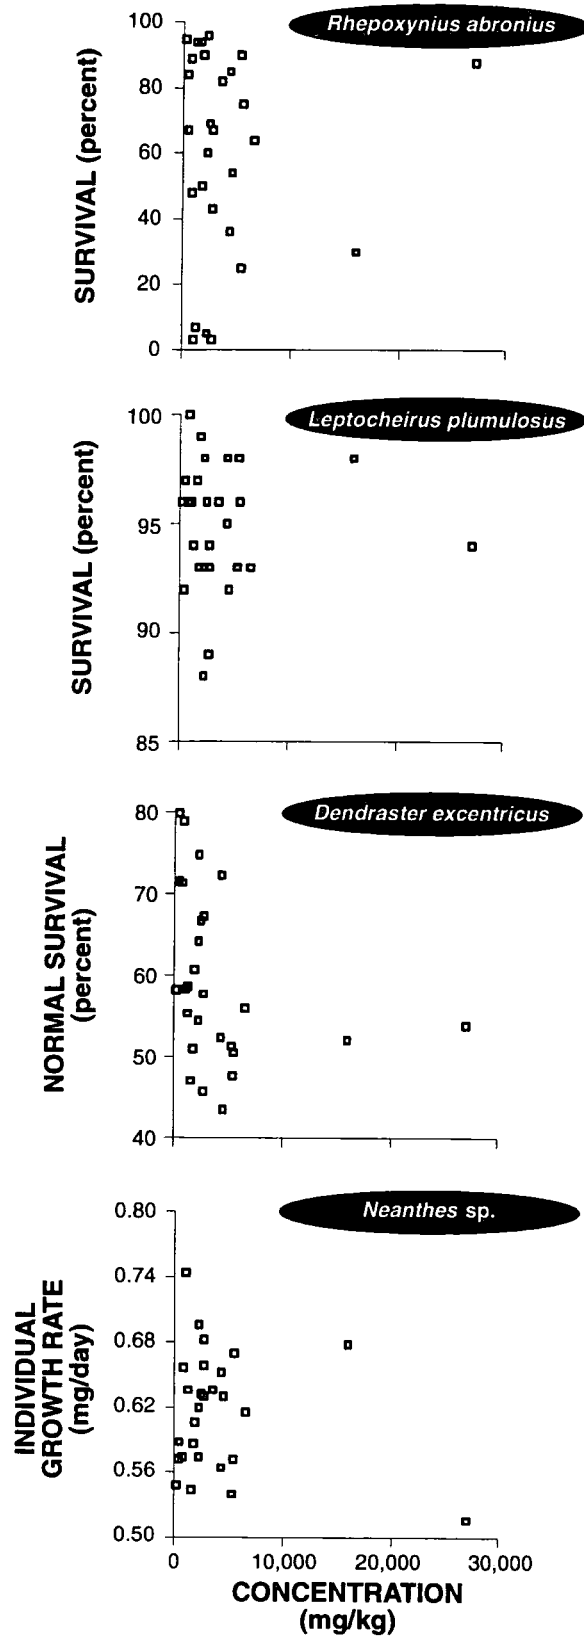 Rhepoxynius abronius
SURVIVAL (percent)
100
80
60
40
20
0
Leptocheirus plumulosus
SURVIVAL (percent)
100
95
90
85
Dendraster excentricus
NORMAL SURVIVAL
(percent)
80
70
60
50
40
Neanthes sp.
INDIVIDUAL
GROWTH RATE
(mg/day)
0.80
0.74
0.68
0.62
0.56
0.50
0
10,000
20,000
30,000
CONCENTRATION
(mg/kg)